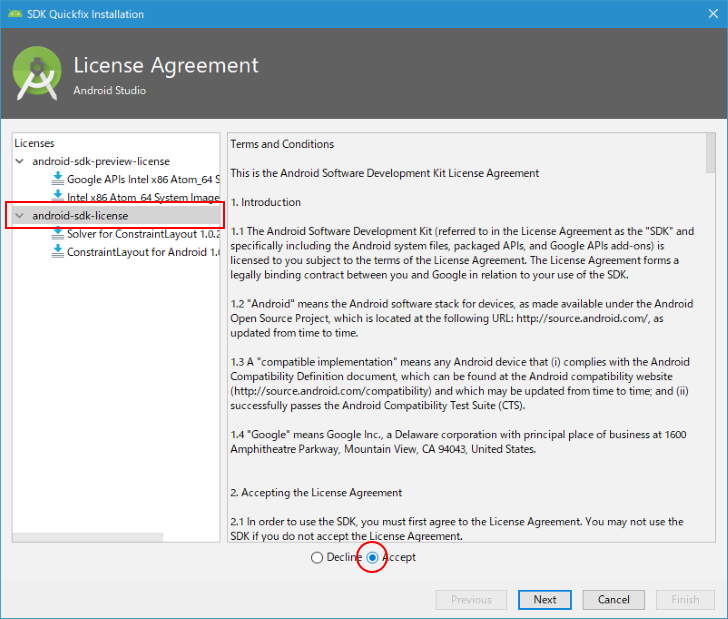 SDK Quickfix Installation
License Agreement
Android Studio
Licenses
android-sdk-preview-license
Google APIs Intel x86 Atom_64 S
Intel x86 Atom_64 System Image
android-sdk-license
Solver for ConstraintLayout 1.0.2
ConstraintLayout for Android 1.0
Terms and Conditions
This is the Android Software Development Kit License Agreement
1. Introduction
1.1 The Android Software Development Kit (referred to in the License Agreement as the "SDK" and
specifically including the Android system files, packaged APIs, and Google APIs add-ons) is
licensed to you subject to the terms of the License Agreement. The License Agreement forms a
legally binding contract between you and Google in relation to your use of the SDK.
1.2 "Android" means the Android software stack for devices, as made available under the Android
Open Source Project, which is located at the following URL: http://source.android.com/, as
updated from time to time.
1.3 A "compatible implementation" means any Android device that (i) complies with the Android
Compatibility Definition document, which can be found at the Android compatibility website
(http://source.android.com/compatibility) and which may be updated from time to time; and (ii)
successfully passes the Android Compatibility Test Suite (CTS).
1.4 "Google" means Google Inc., a Delaware corporation with principal place of business at 1600
Amphitheatre Parkway, Mountain View, CA 94043, United States.
2. Accepting the License Agreement
2.1 In order to use the SDK, you must first agree to the License Agreement. You may not use the
SDK if you do not accept the License Agreement.
Decline Accept
Previous Next Cancel Finish